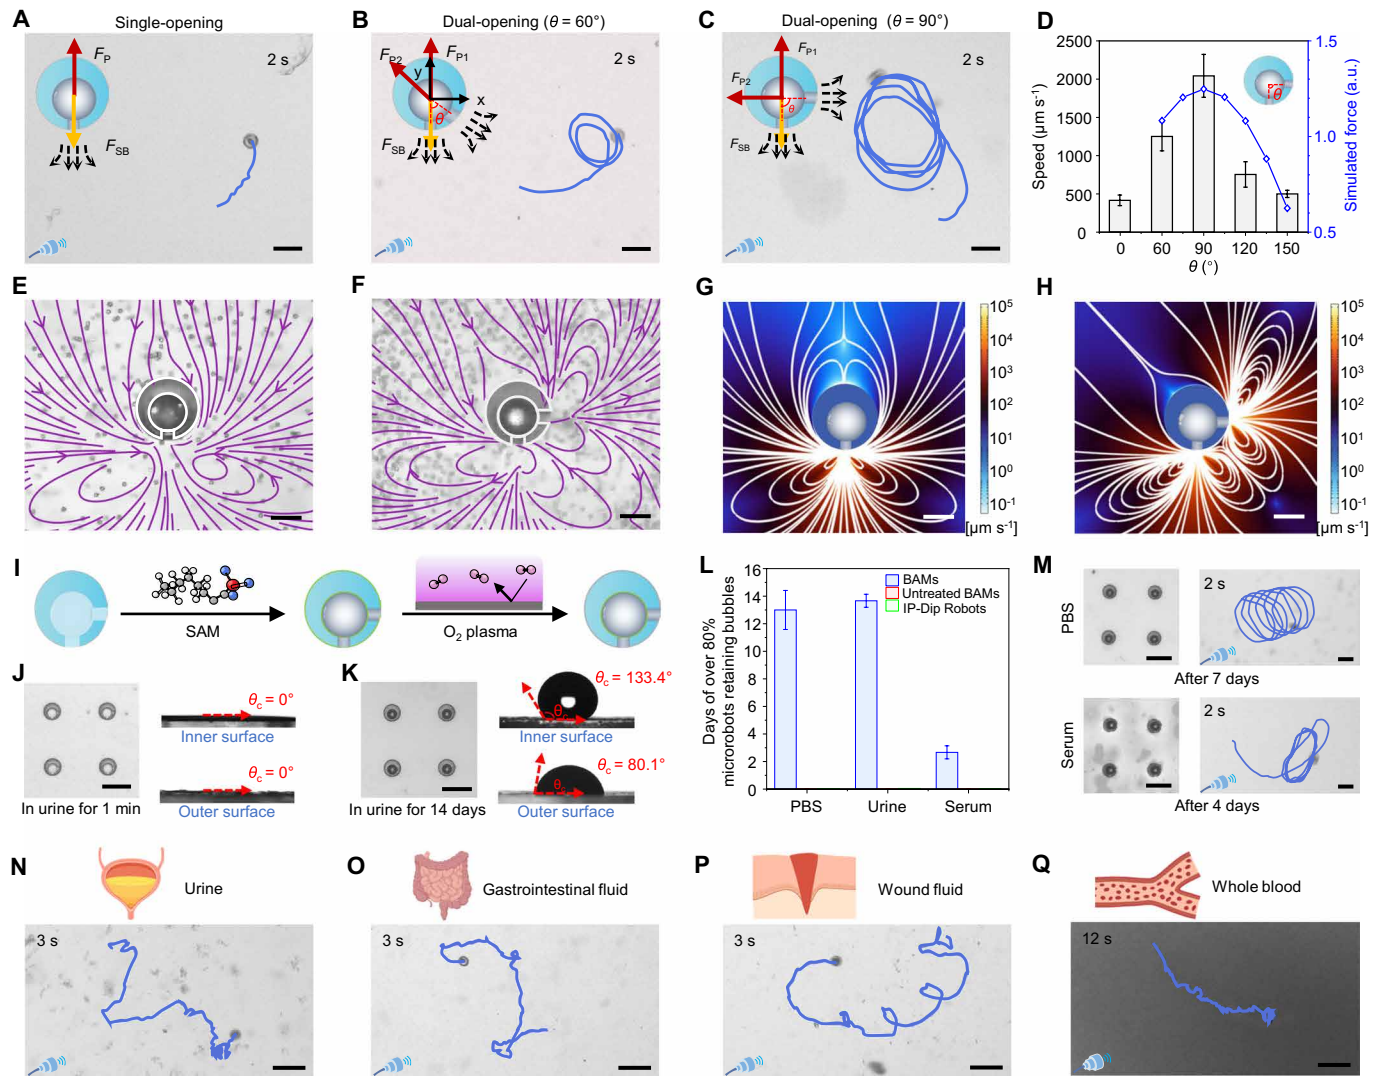 A
Single-opening
F_P
F_SB
2 s
B
Dual-opening (θ = 60°)
F_P2
F_P1
y
x
θ
F_SB
2 s
C
Dual-opening (θ = 90°)
F_P1
F_P2
θ
F_SB
2 s
D
Speed (µm s⁻¹)
2500
2000
1500
1000
500
0
0
60
90
120
150
θ (°)
1.5
1.0
0.5
Simulated force (a.u.)
θ
E
F
G
10⁵
10⁴
10³
10²
10¹
10⁰
10⁻¹
[µm s⁻¹]
H
10⁵
10⁴
10³
10²
10¹
10⁰
10⁻¹
[µm s⁻¹]
I
SAM
O₂ plasma
J
θc = 0°
Inner surface
θc = 0°
Outer surface
In urine for 1 min
K
θc = 133.4°
θc
Inner surface
θc = 80.1°
θc
Outer surface
In urine for 14 days
L
Days of over 80%
microrobots retaining bubbles
16
14
12
10
8
6
4
2
0
BAMs
Untreated BAMs
IP-Dip Robots
PBS
Urine
Serum
M
PBS
2 s
After 7 days
Serum
2 s
After 4 days
N
Urine
3 s
O
Gastrointestinal fluid
3 s
P
Wound fluid
3 s
Q
Whole blood
12 s